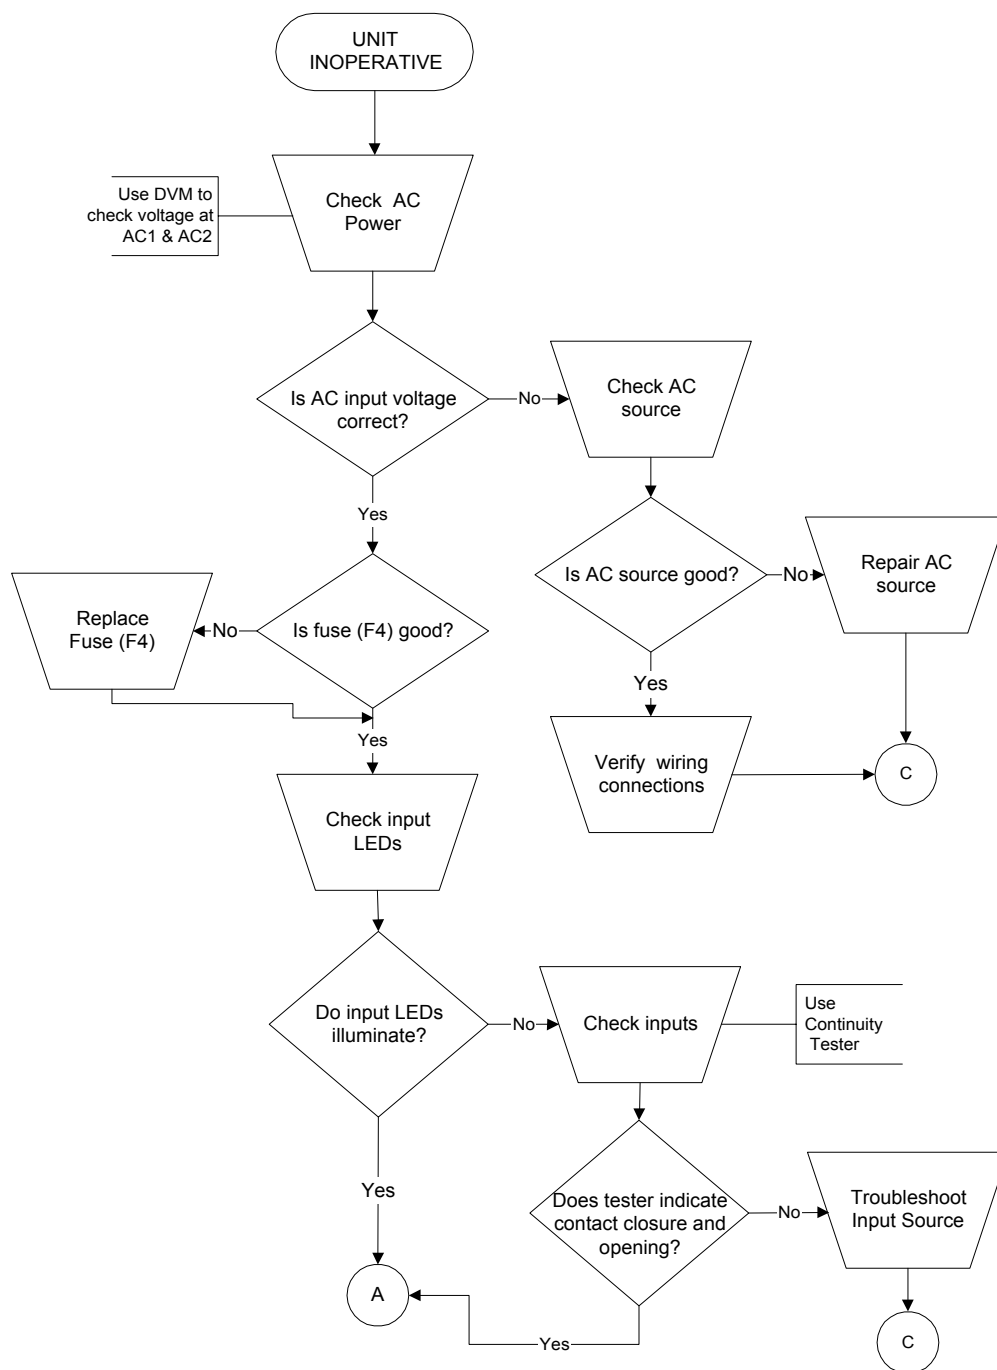 UNIT
INOPERATIVE
Use DVM to
check voltage at
AC1 & AC2
Check AC
Power
Is AC input voltage
correct?
No
Check AC
source
Yes
Is AC source good?
No
Repair AC
source
Replace
Fuse (F4)
No
Is fuse (F4) good?
Yes
Yes
Verify wiring
connections
C
Check input
LEDs
Do input LEDs
illuminate?
No
Check inputs
Use
Continuity
Tester
Yes
Does tester indicate
contact closure and
opening?
No
Troubleshoot
Input Source
A
Yes
C